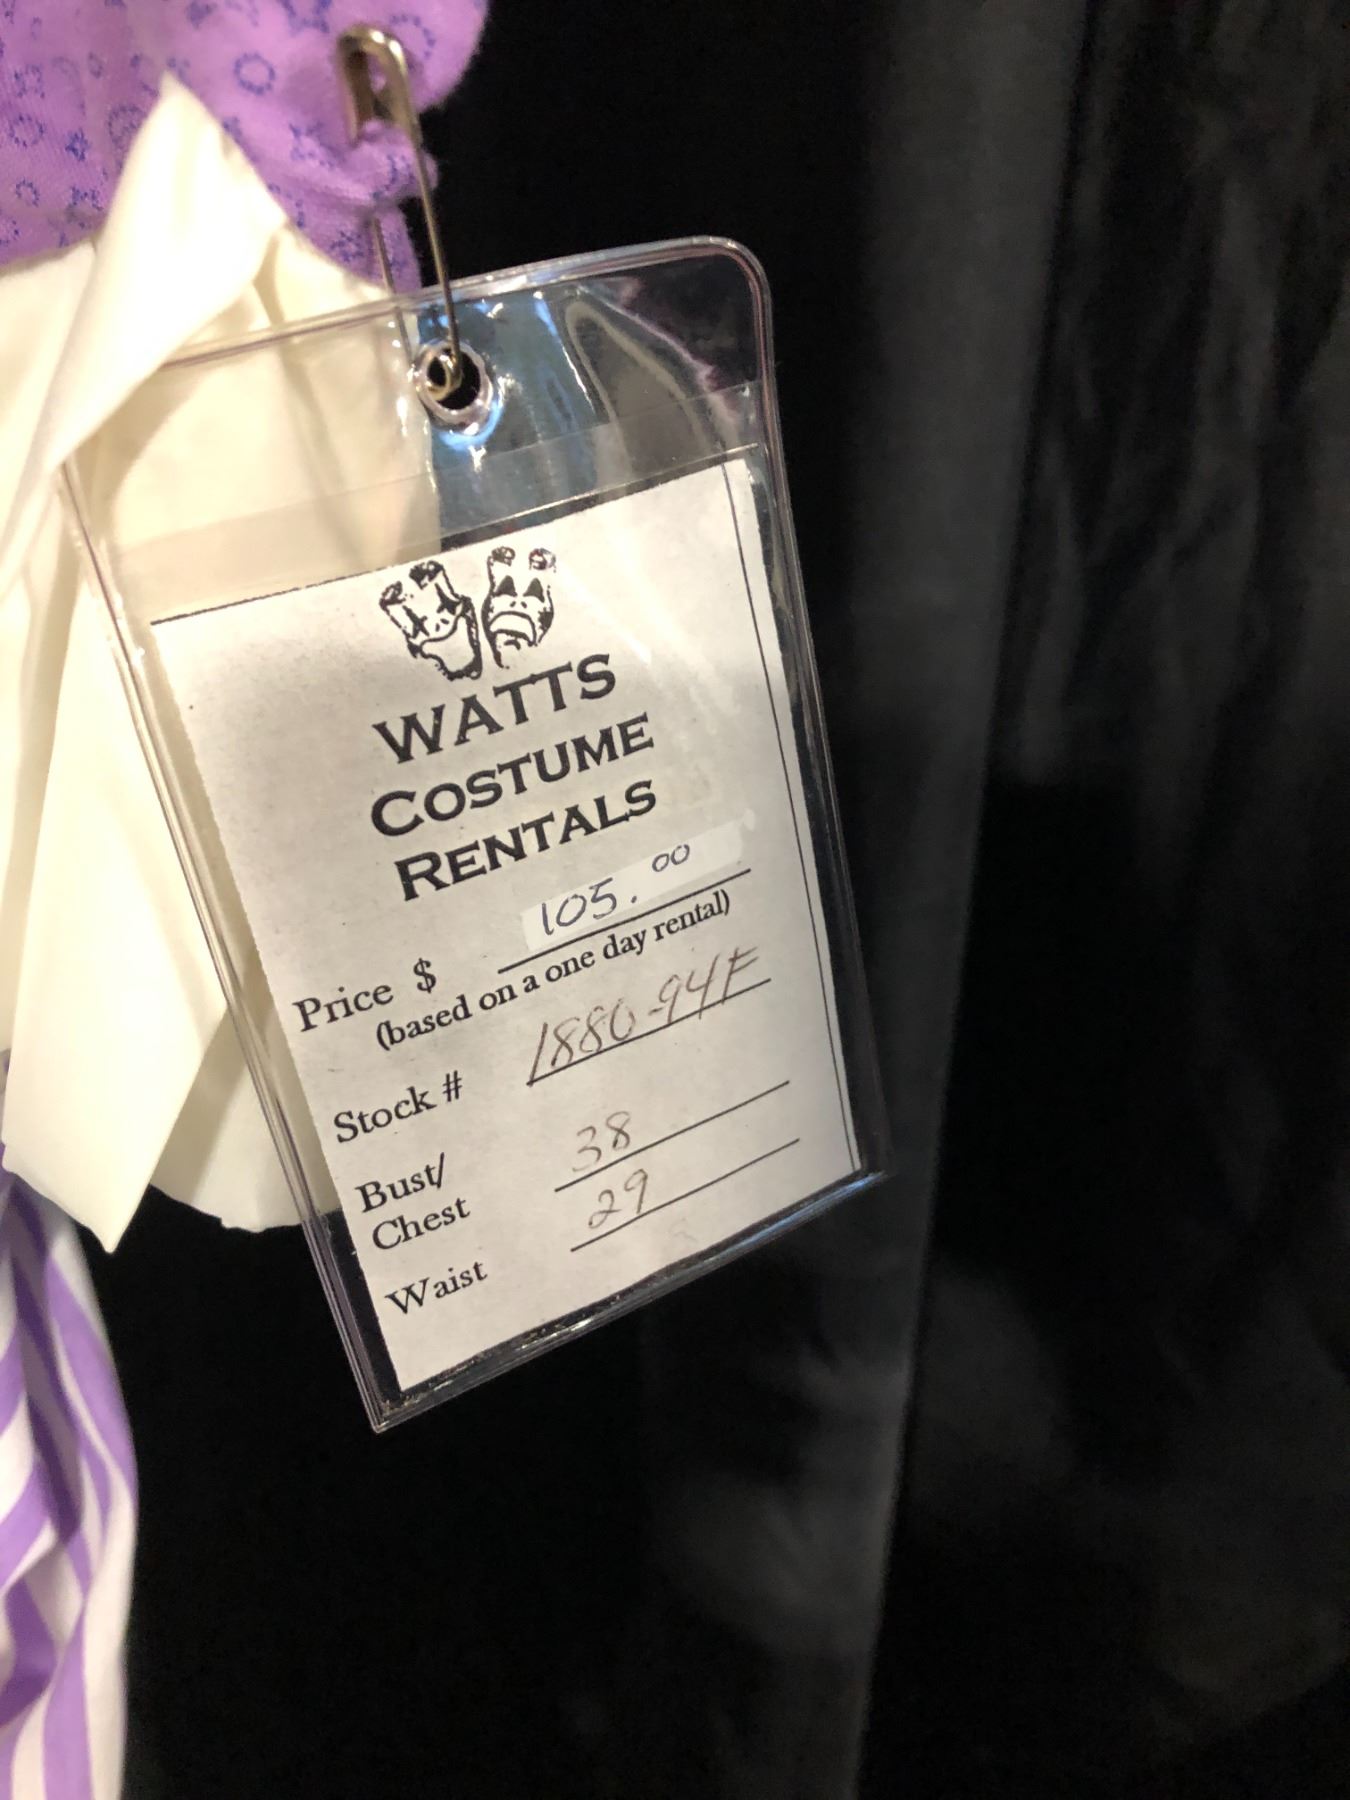 WATTS
COSTUME
RENTALS
Price $ 105.00
(based on a one day rental)
Stock # 1880-94F
Bust/
Chest 38
Waist 29